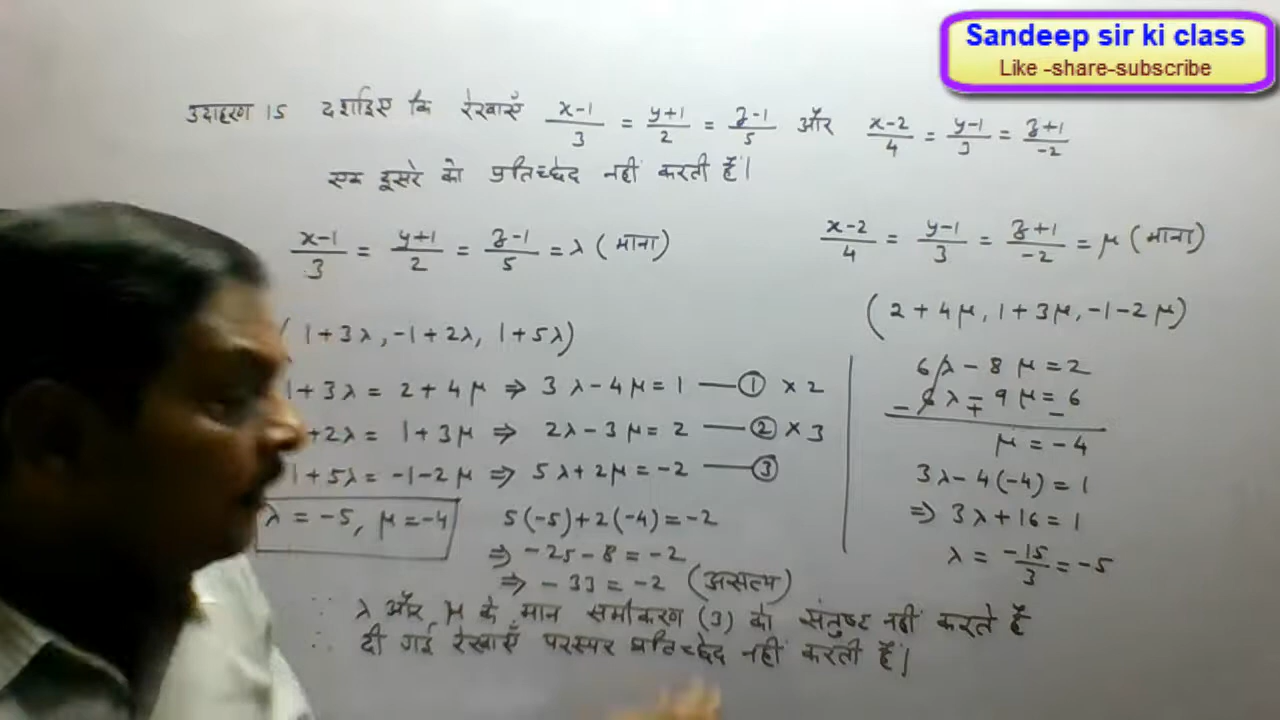 Sandeep sir ki class
Like -share-subscribe
उदाहरण 15 दर्शाइए कि रेखाएँ x-1/3 = y+1/2 = z-1/5 और x-2/4 = y-1/3 = z+1/-2
एक दूसरे को प्रतिच्छेद नहीं करती हैं।
x-1/3 = y+1/2 = z-1/5 = λ (माना)
x-2/4 = y-1/3 = z+1/-2 = μ (माना)
(1+3λ, -1+2λ, 1+5λ)
(2+4μ, 1+3μ, -1-2μ)
1+3λ = 2+4μ ⇒ 3λ-4μ=1 —① ×2
+2λ = 1+3μ ⇒ 2λ-3μ=2 —② ×3
1+5λ = -1-2μ ⇒ 5λ+2μ=-2 —③
λ = -5, μ = -4
5(-5)+2(-4)=-2
⇒ -25-8=-2
⇒ -33=-2 (असत्य)
6λ-8μ=2
6λ-9μ=6
- + -
μ=-4
3λ-4(-4)=1
⇒ 3λ+16=1
λ = -15/3 = -5
∵ λ और μ के मान समीकरण (3) को संतुष्ट नहीं करते हैं
∴ दी गई रेखाएँ परस्पर प्रतिच्छेद नहीं करती हैं।